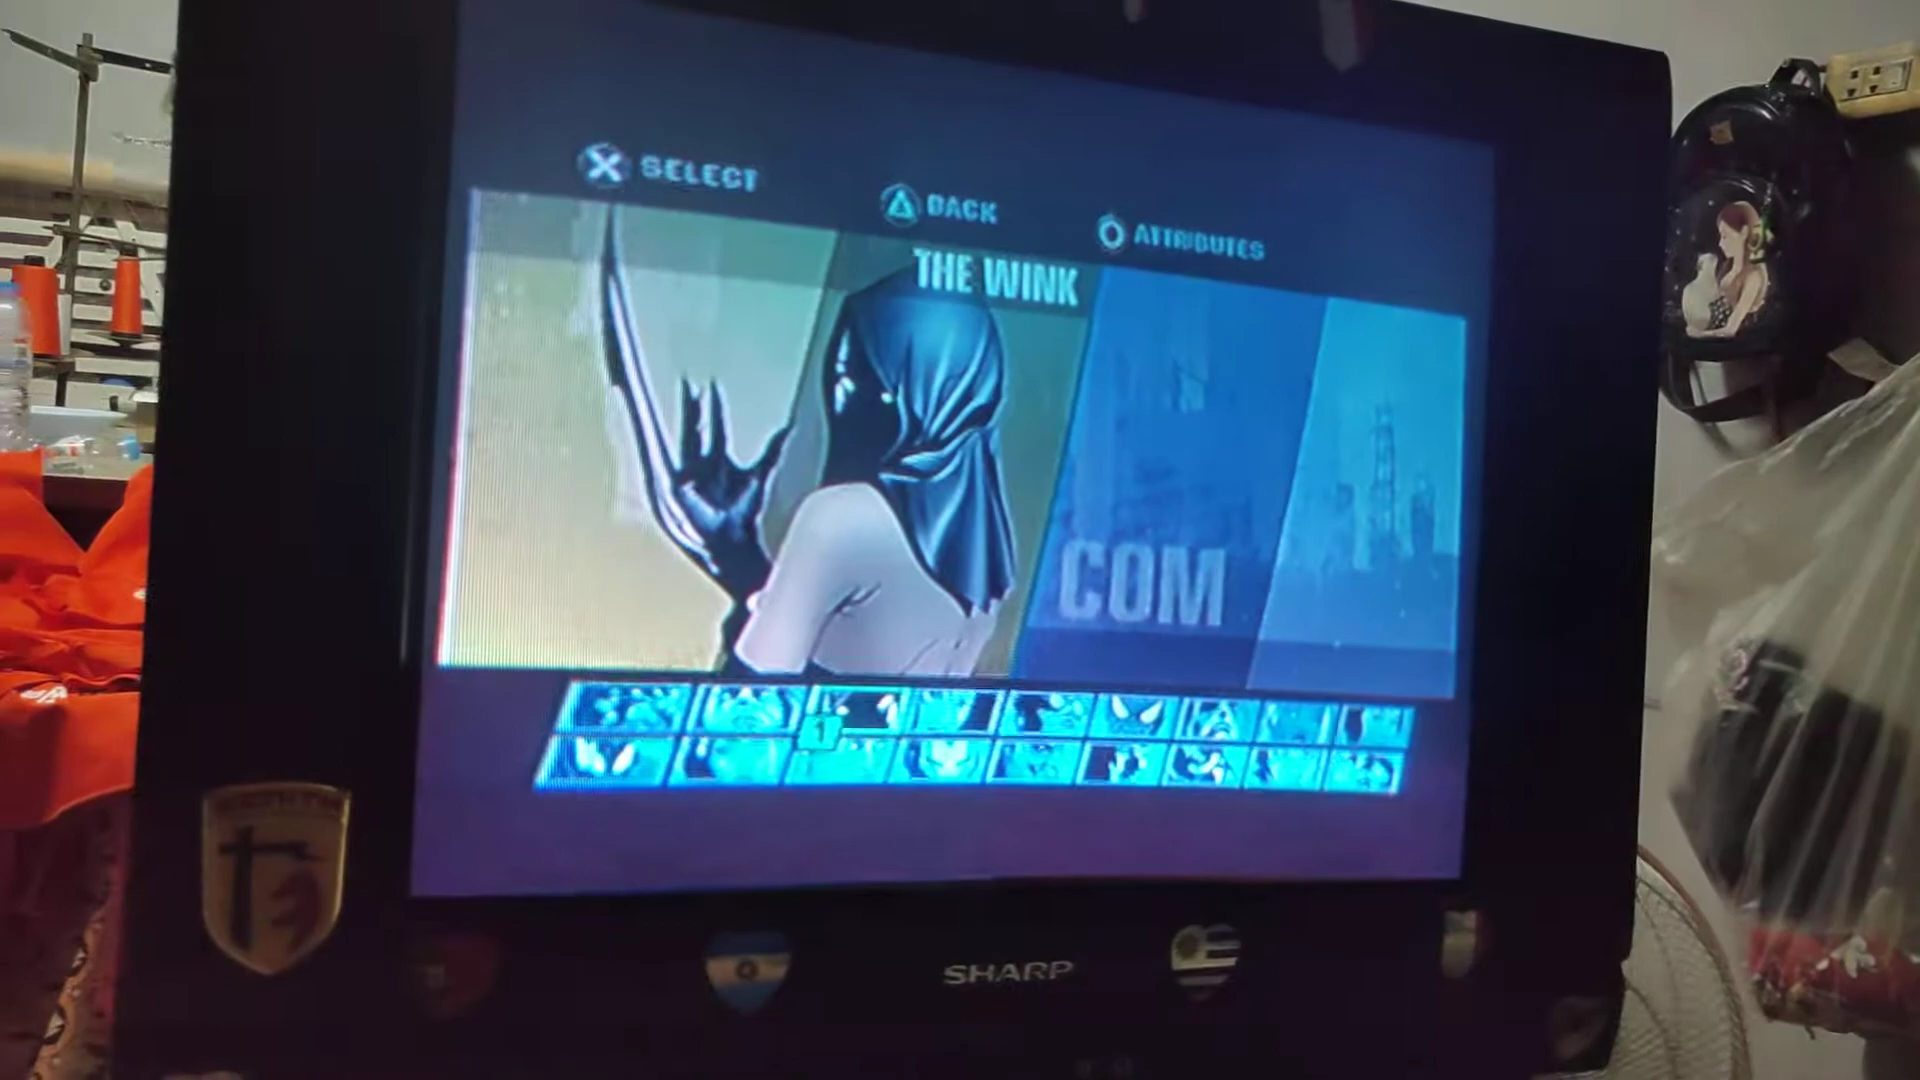 SELECT
BACK
ATTRIBUTES
THE WINK
COM
1
SHARP